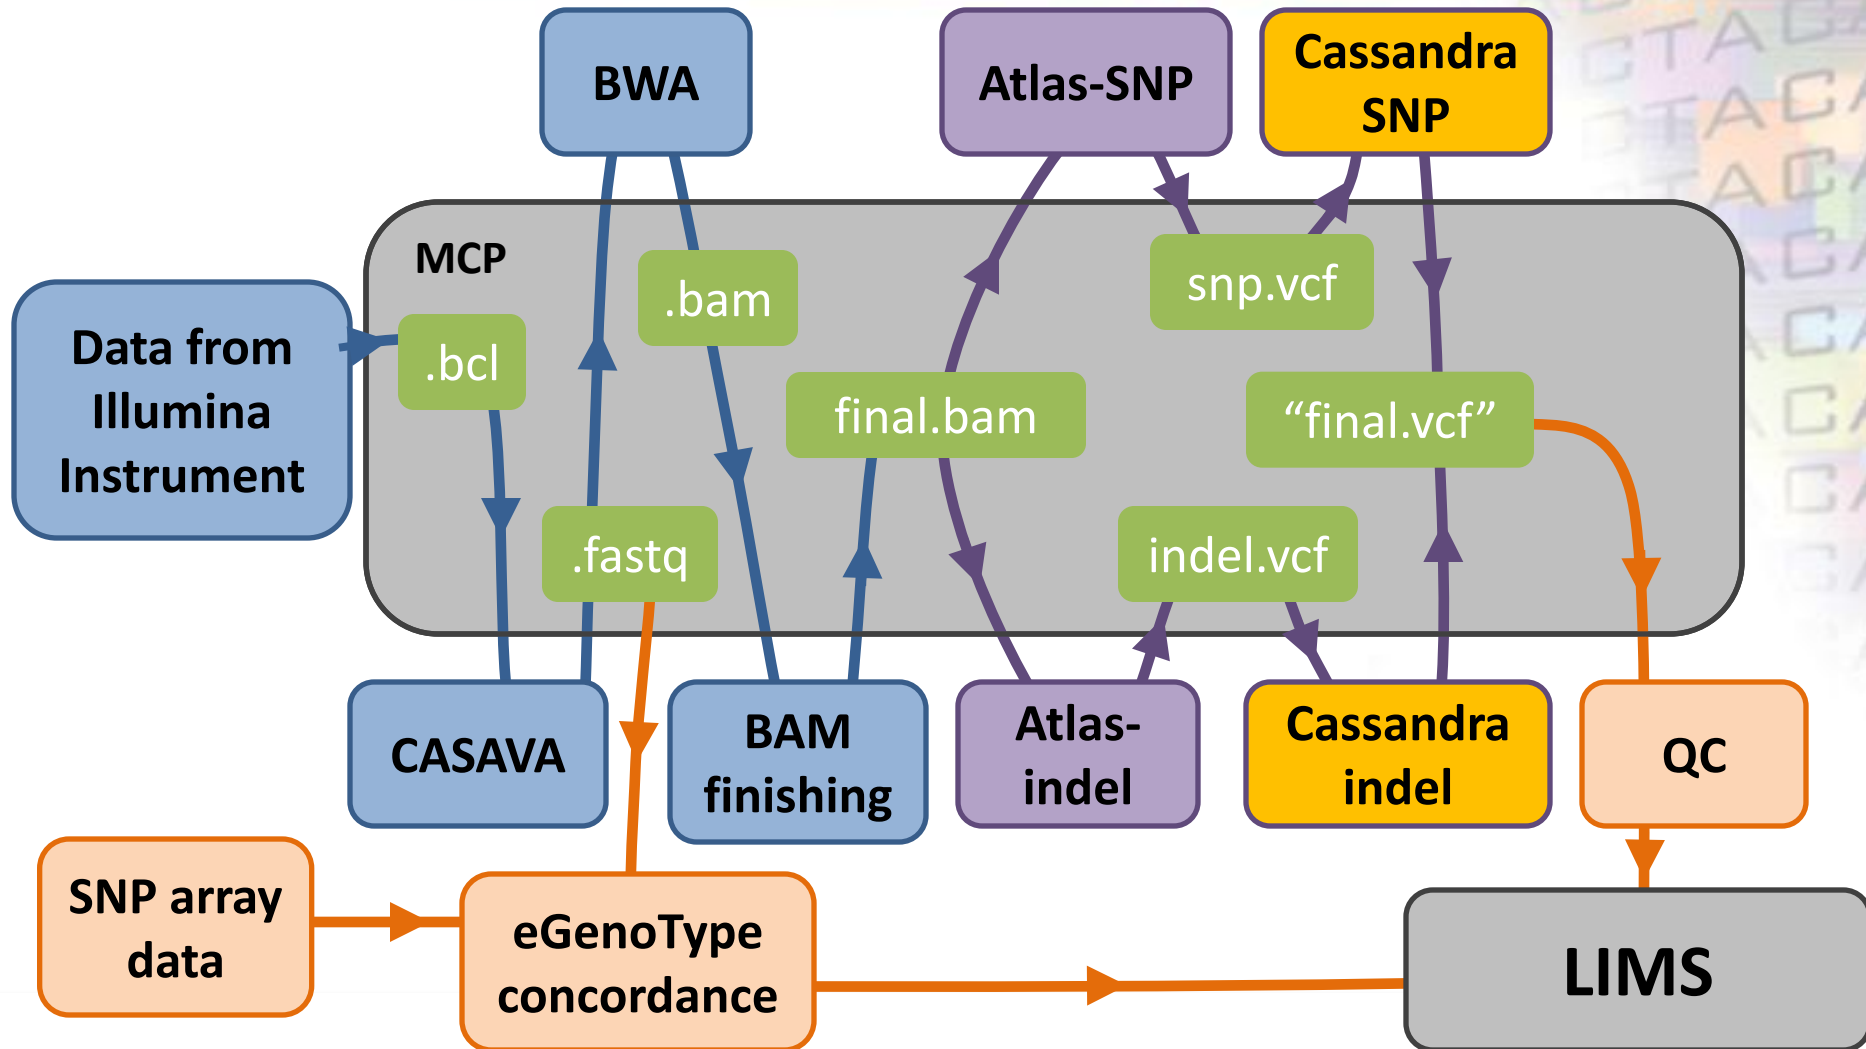 BWA
Atlas-SNP
Cassandra
SNP
MCP
.bam
snp.vcf
Data from
Illumina
Instrument
.bcl
final.bam
“final.vcf”
.fastq
indel.vcf
CASAVA
BAM
finishing
Atlas-
indel
Cassandra
indel
QC
SNP array
data
eGenoType
concordance
LIMS